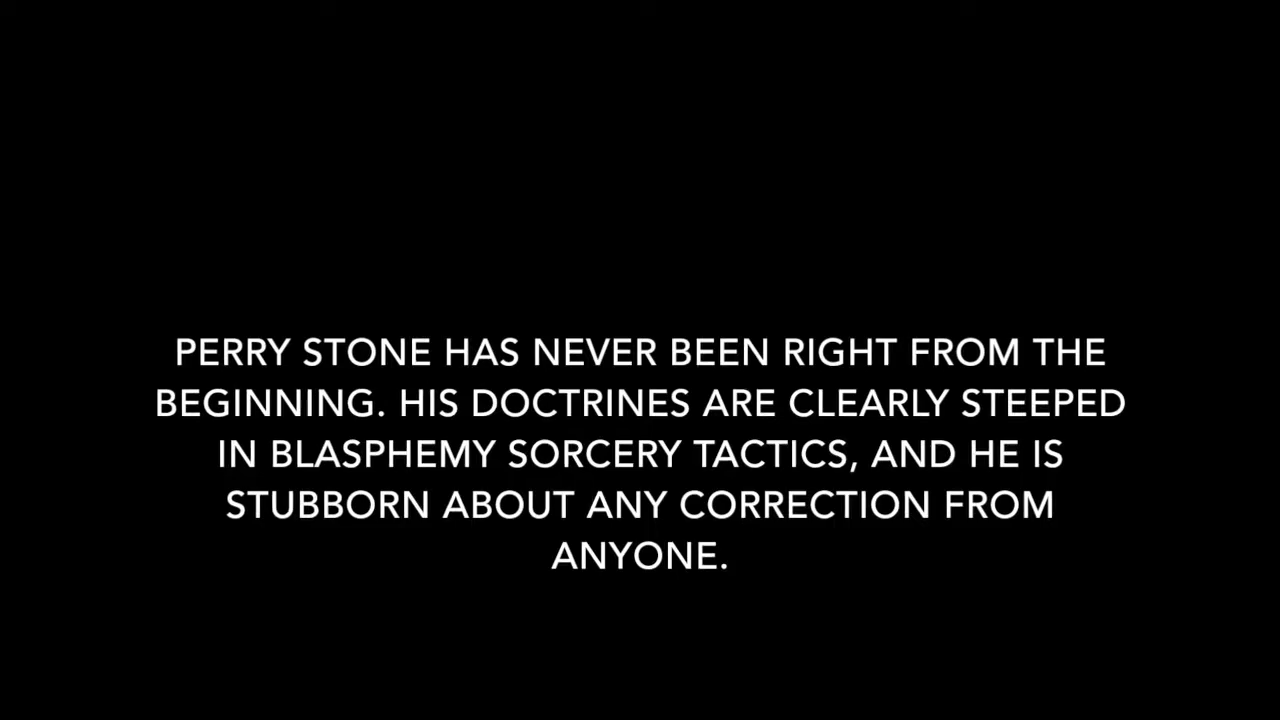 PERRY STONE HAS NEVER BEEN RIGHT FROM THE
BEGINNING. HIS DOCTRINES ARE CLEARLY STEEPED
IN BLASPHEMY SORCERY TACTICS, AND HE IS
STUBBORN ABOUT ANY CORRECTION FROM
ANYONE.